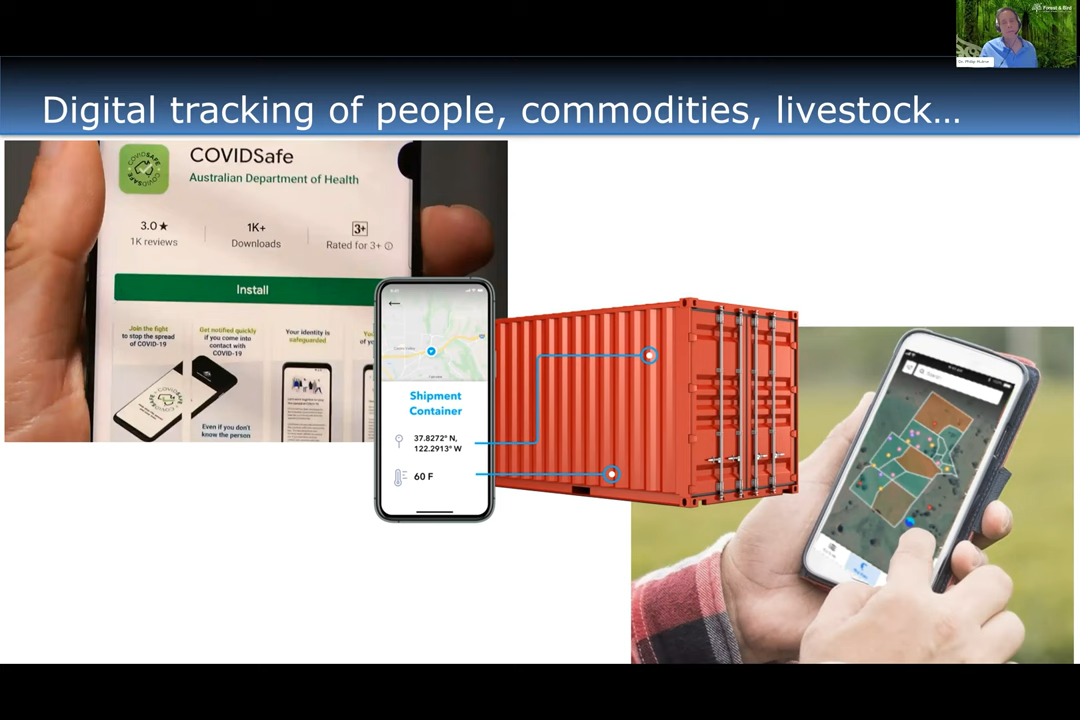 Forest & Bird
Digital tracking of people, commodities, livestock…
COVIDSafe
Australian Department of Health
3.0★
1K reviews
1K+
Downloads
3+
Rated for 3+
Install
Join the fight
to stop the spread
of COVID-19
Get notified quickly
if you come into
contact with
COVID-19
Even if you don't
know the person
Your identity is
safeguarded
Shipment
Container
37.8272° N,
122.2913° W
60 F